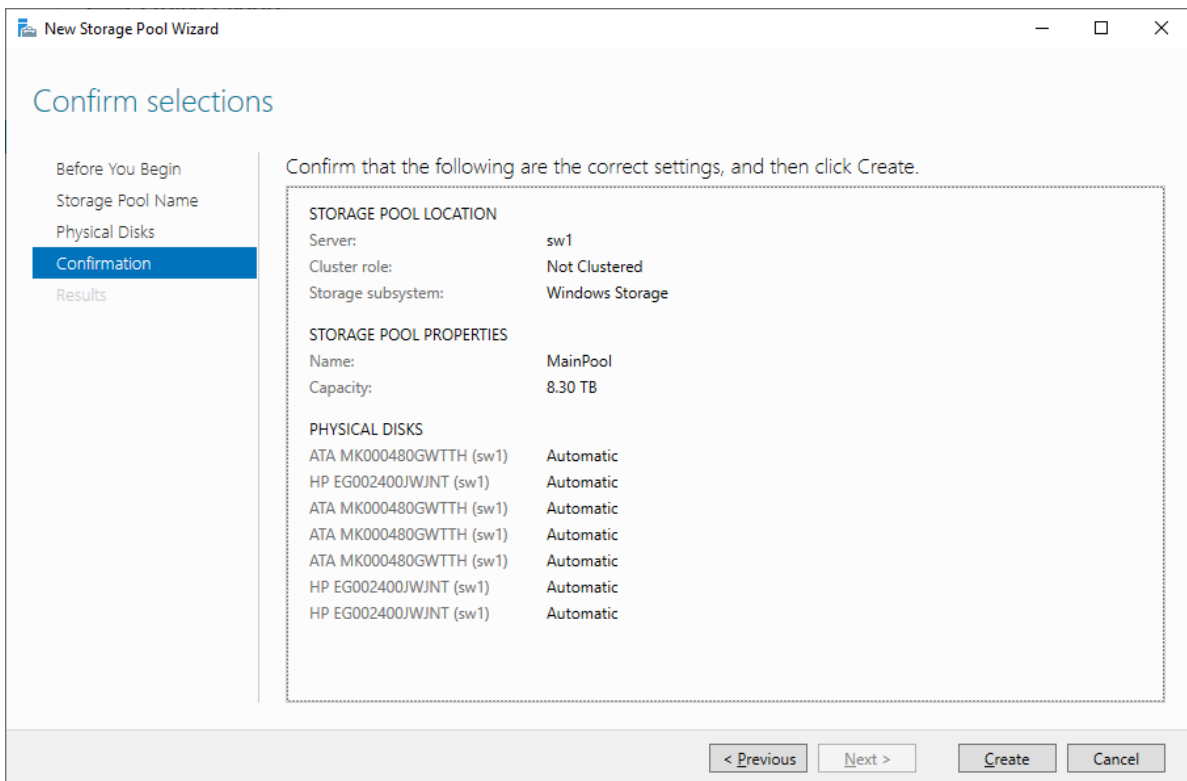 New Storage Pool Wizard
Confirm selections
Before You Begin
Storage Pool Name
Physical Disks
Confirmation
Results
Confirm that the following are the correct settings, and then click Create.
STORAGE POOL LOCATION
Server: sw1
Cluster role: Not Clustered
Storage subsystem: Windows Storage
STORAGE POOL PROPERTIES
Name: MainPool
Capacity: 8.30 TB
PHYSICAL DISKS
ATA MK000480GWTTH (sw1) Automatic
HP EG002400JWJNT (sw1) Automatic
ATA MK000480GWTTH (sw1) Automatic
ATA MK000480GWTTH (sw1) Automatic
ATA MK000480GWTTH (sw1) Automatic
HP EG002400JWJNT (sw1) Automatic
HP EG002400JWJNT (sw1) Automatic
< Previous Next > Create Cancel